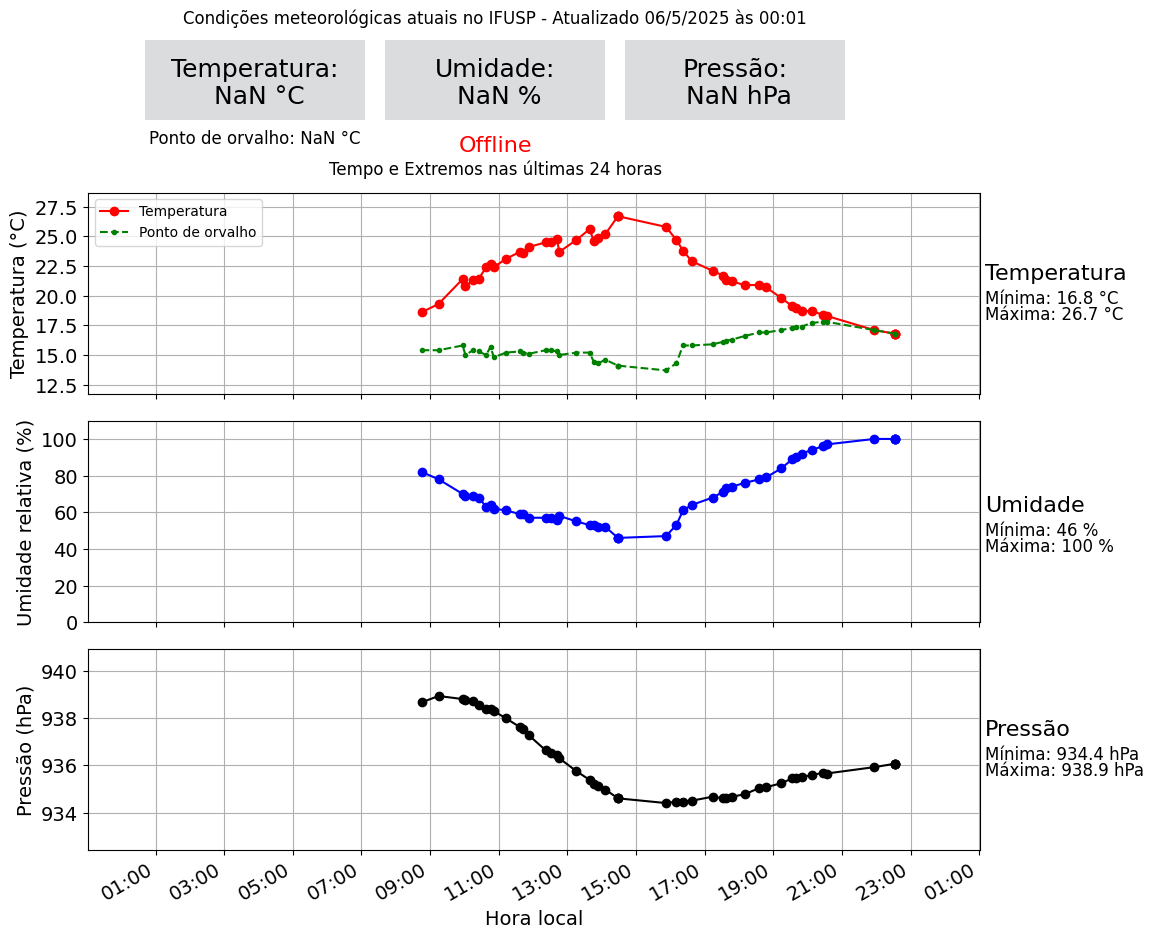 Condições meteorológicas atuais no IFUSP - Atualizado 06/5/2025 às 00:01
Temperatura:
NaN °C
Umidade:
NaN %
Pressão:
NaN hPa
Ponto de orvalho: NaN °C
Offline
Tempo e Extremos nas últimas 24 horas
Temperatura (°C)
27.5
25.0
22.5
20.0
17.5
15.0
12.5
Temperatura
Ponto de orvalho
Temperatura
Mínima: 16.8 °C
Máxima: 26.7 °C
Umidade relativa (%)
100
80
60
40
20
0
Umidade
Mínima: 46 %
Máxima: 100 %
Pressão (hPa)
940
938
936
934
Pressão
Mínima: 934.4 hPa
Máxima: 938.9 hPa
01:00
03:00
05:00
07:00
09:00
11:00
13:00
15:00
17:00
19:00
21:00
23:00
01:00
Hora local